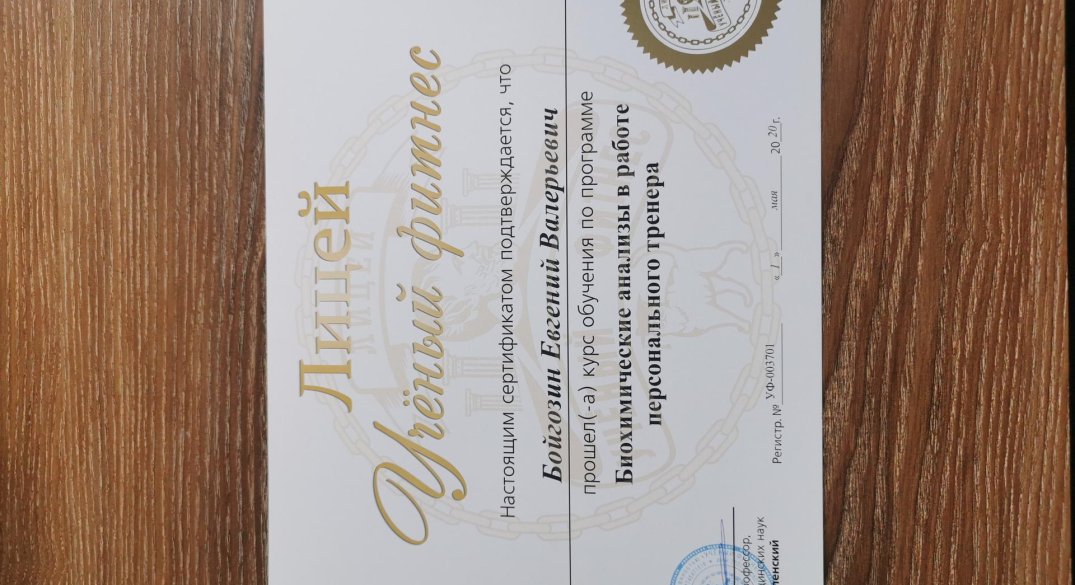 Лицей
Учёный фитнес
Настоящим сертификатом подтверждается, что
Бойгозин Евгений Валерьевич
прошел(-а) курс обучения по программе
Биохимические анализы в работе
персонального тренера
Регистр. № УФ-003701 « 1 » мая 20 20 г.